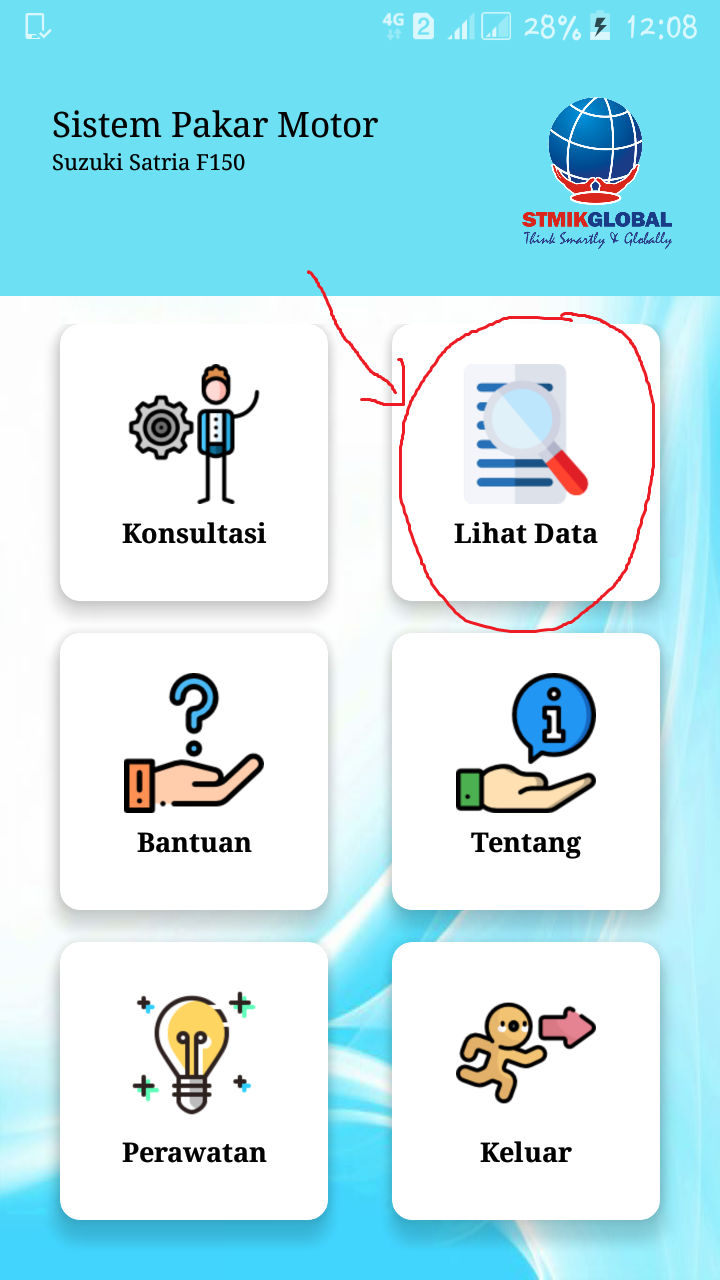 4G 2 28% 12:08
Sistem Pakar Motor
Suzuki Satria F150
STMIKGLOBAL
Think Smartly & Globally
Konsultasi
Lihat Data
Bantuan
Tentang
Perawatan
Keluar